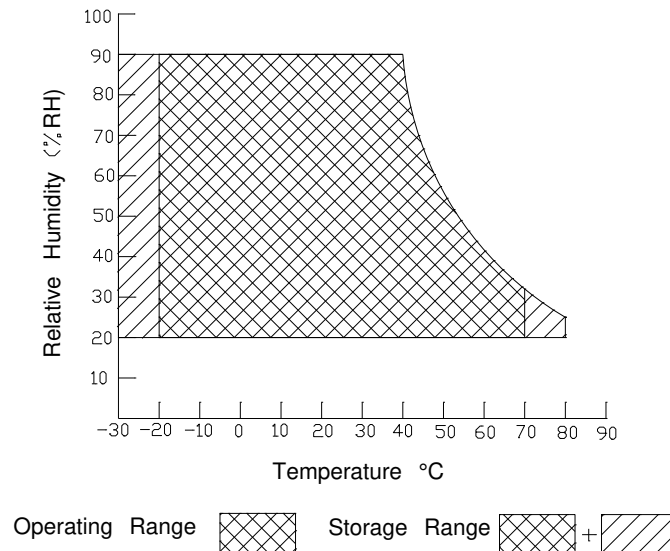 100
90
80
70
60
50
40
30
20
10
Relative Humidity (%RH)
-30 -20 -10 0 10 20 30 40 50 60 70 80 90
Temperature °C
Operating Range Storage Range +